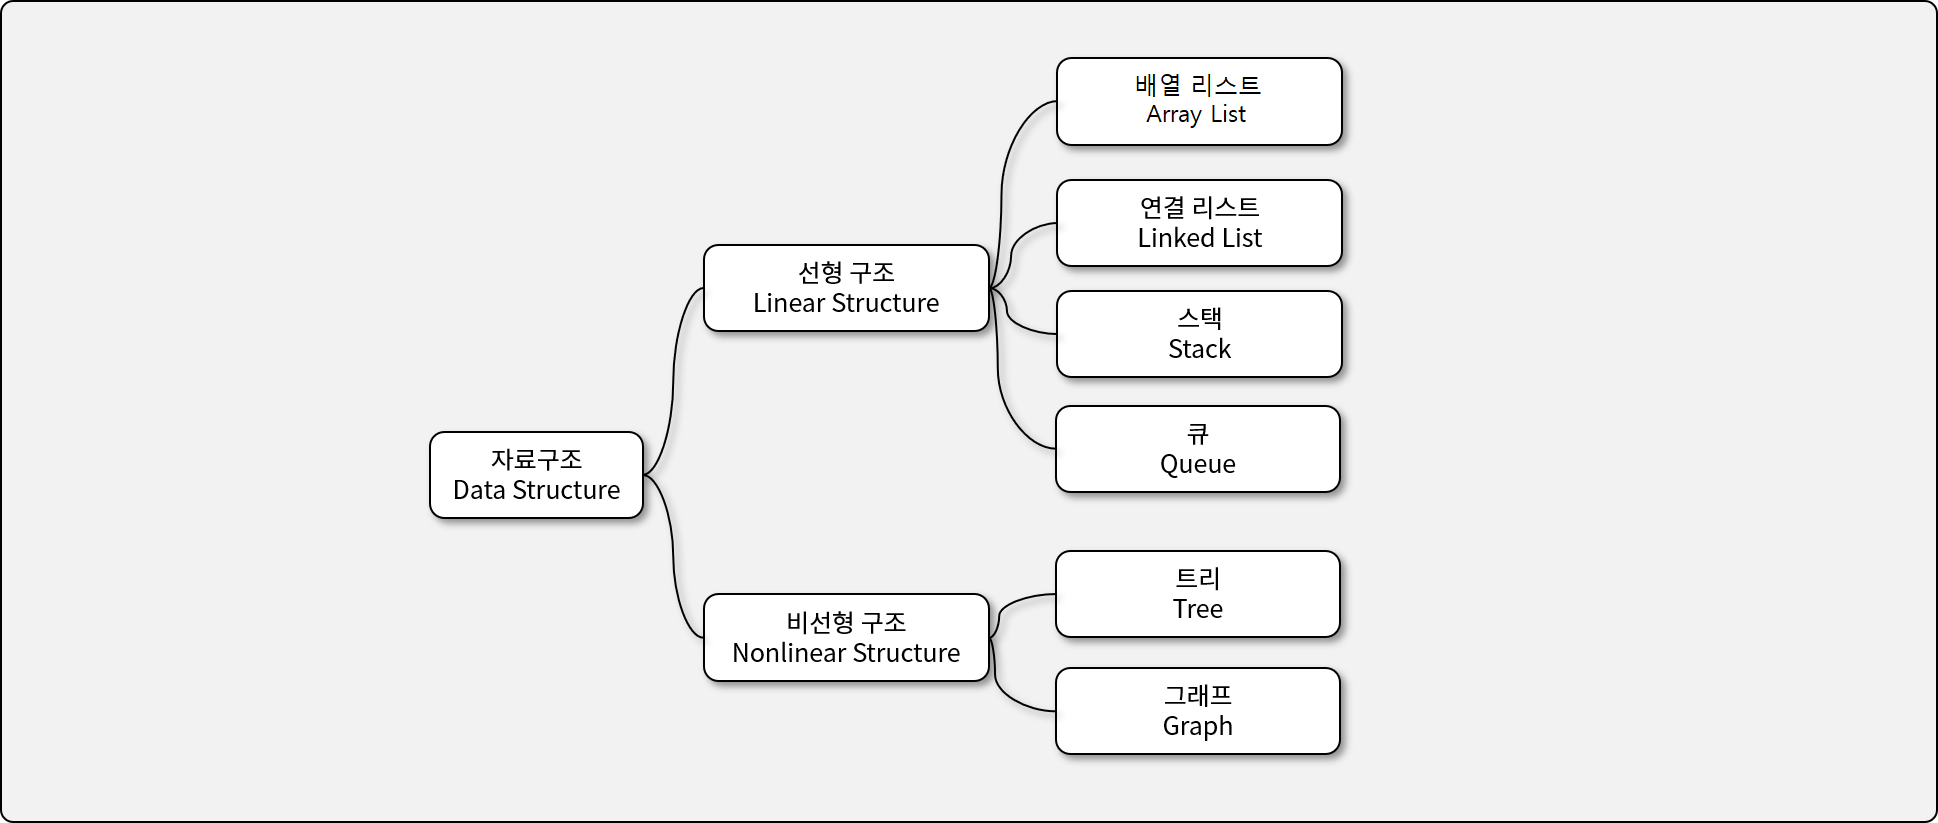 배열 리스트
Array List
연결 리스트
Linked List
선형 구조
Linear Structure
스택
Stack
큐
Queue
자료구조
Data Structure
트리
Tree
비선형 구조
Nonlinear Structure
그래프
Graph